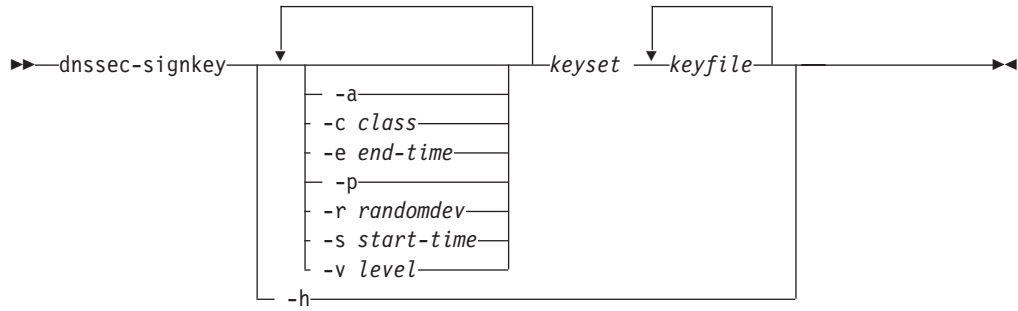 dnssec-signkey keyset keyfile
-a
-c class
-e end-time
-p
-r randomdev
-s start-time
-v level
-h